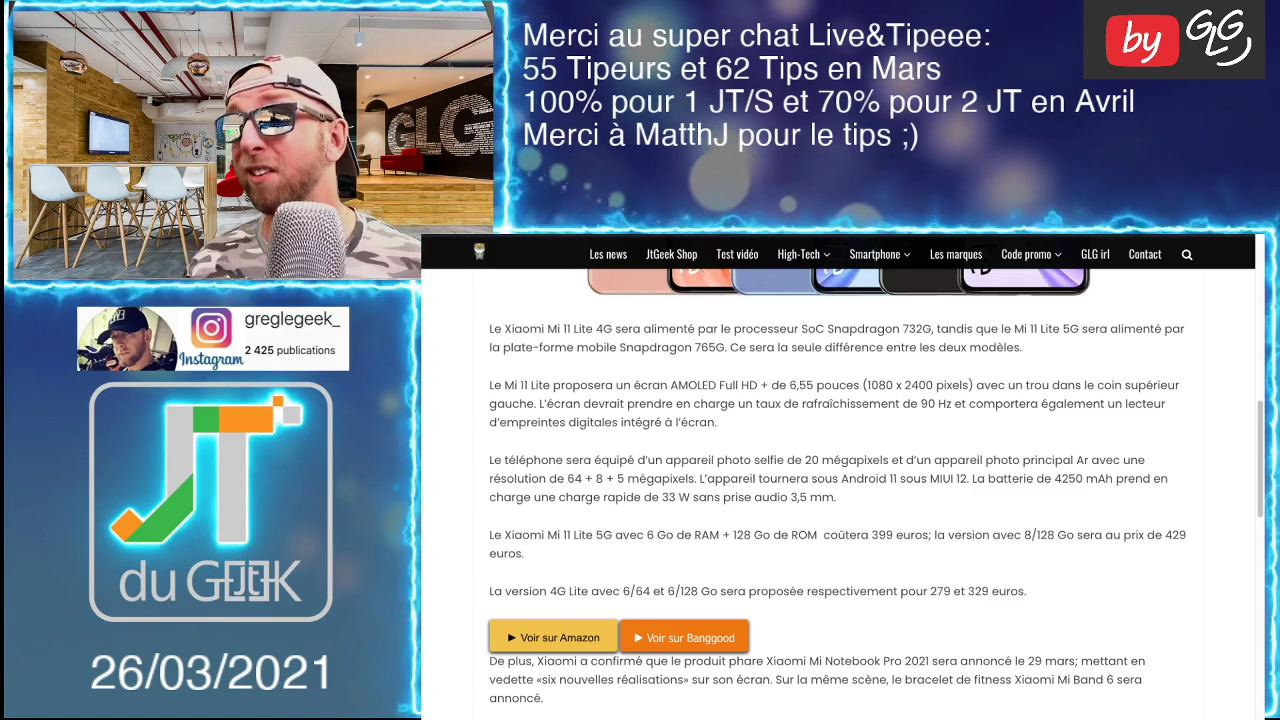 Merci au super chat Live&Tipeee:
55 Tipeurs et 62 Tips en Mars
100% pour 1 JT/S et 70% pour 2 JT en Avril
Merci à MatthJ pour le tips ;)
by GLG
GLG
greglegeek_
2 425 publications
Instagram
JT
du GEEK
26/03/2021
Les news JtGeek Shop Test vidéo High-Tech Smartphone Les marques Code promo GLG irl Contact
Le Xiaomi Mi 11 Lite 4G sera alimenté par le processeur SoC Snapdragon 732G, tandis que le Mi 11 Lite 5G sera alimenté par
la plate-forme mobile Snapdragon 765G. Ce sera la seule différence entre les deux modèles.
Le Mi 11 Lite proposera un écran AMOLED Full HD + de 6,55 pouces (1080 x 2400 pixels) avec un trou dans le coin supérieur
gauche. L'écran devrait prendre en charge un taux de rafraîchissement de 90 Hz et comportera également un lecteur
d'empreintes digitales intégré à l'écran.
Le téléphone sera équipé d'un appareil photo selfie de 20 mégapixels et d'un appareil photo principal Ar avec une
résolution de 64 + 8 + 5 mégapixels. L'appareil tournera sous Android 11 sous MIUI 12. La batterie de 4250 mAh prend en
charge une charge rapide de 33 W sans prise audio 3,5 mm.
Le Xiaomi Mi 11 Lite 5G avec 6 Go de RAM + 128 Go de ROM coûtera 399 euros; la version avec 8/128 Go sera au prix de 429
euros.
La version 4G Lite avec 6/64 et 6/128 Go sera proposée respectivement pour 279 et 329 euros.
► Voir sur Amazon ► Voir sur Banggood
De plus, Xiaomi a confirmé que le produit phare Xiaomi Mi Notebook Pro 2021 sera annoncé le 29 mars; mettant en
vedette «six nouvelles réalisations» sur son écran. Sur la même scène, le bracelet de fitness Xiaomi Mi Band 6 sera
annoncé.